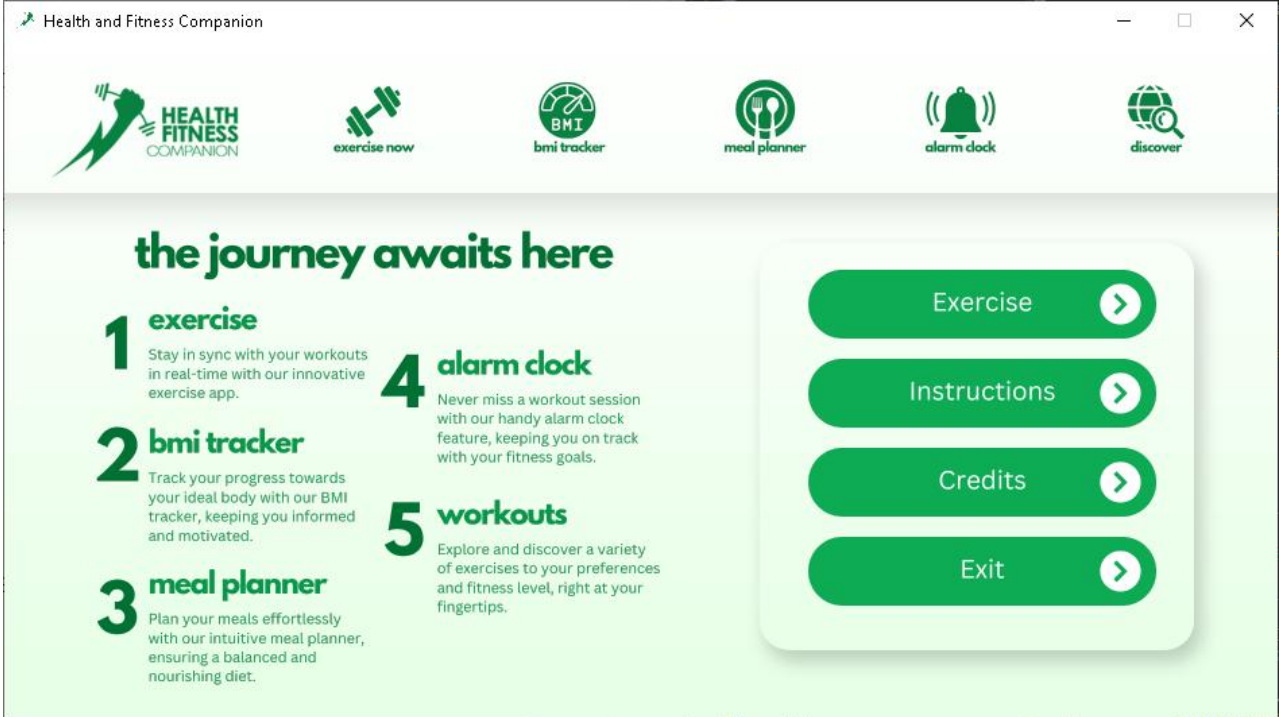 Health and Fitness Companion
HEALTH
FITNESS
COMPANION
exercise now
BMI
bmi tracker
meal planner
alarm clock
discover
the journey awaits here
1
exercise
Stay in sync with your workouts
in real-time with our innovative
exercise app.
2
bmi tracker
Track your progress towards
your ideal body with our BMI
tracker, keeping you informed
and motivated.
3
meal planner
Plan your meals effortlessly
with our intuitive meal planner,
ensuring a balanced and
nourishing diet.
4
alarm clock
Never miss a workout session
with our handy alarm clock
feature, keeping you on track
with your fitness goals.
5
workouts
Explore and discover a variety
of exercises to your preferences
and fitness level, right at your
fingertips.
Exercise
Instructions
Credits
Exit